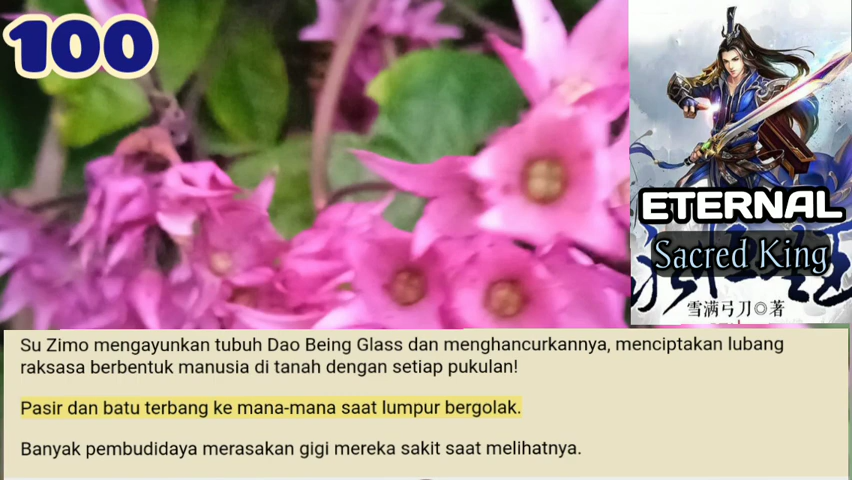 100
ETERNAL
Sacred King
雪满弓刀◎著
Su Zimo mengayunkan tubuh Dao Being Glass dan menghancurkannya, menciptakan lubang
raksasa berbentuk manusia di tanah dengan setiap pukulan!
Pasir dan batu terbang ke mana-mana saat lumpur bergolak.
Banyak pembudidaya merasakan gigi mereka sakit saat melihatnya.